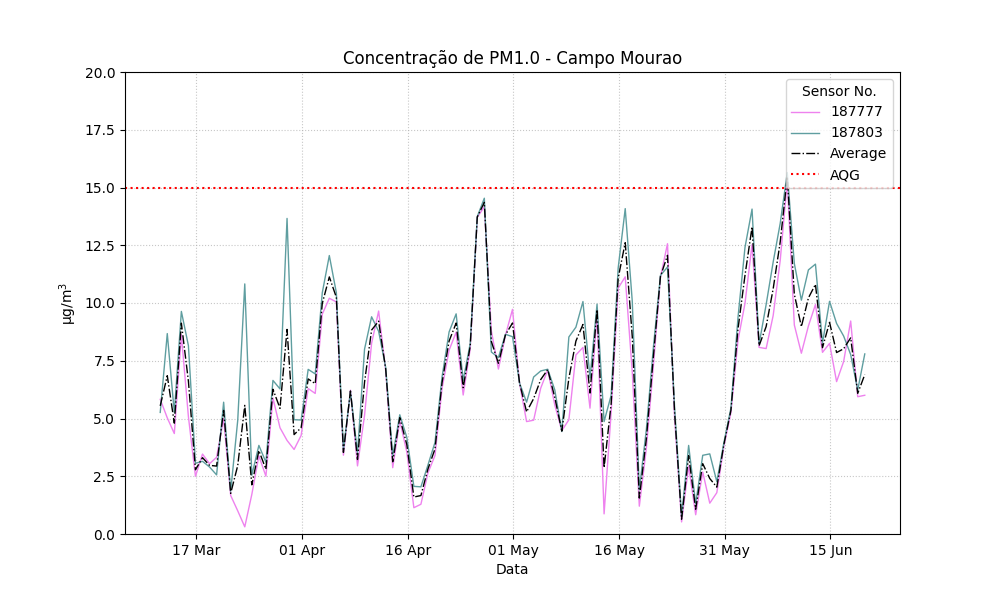 Concentração de PM1.0 - Campo Mourao
20.0
17.5
15.0
12.5
10.0
7.5
5.0
2.5
0.0
µg/m³
Sensor No.
187777
187803
Average
AQG
17 Mar
01 Apr
16 Apr
01 May
16 May
31 May
15 Jun
Data